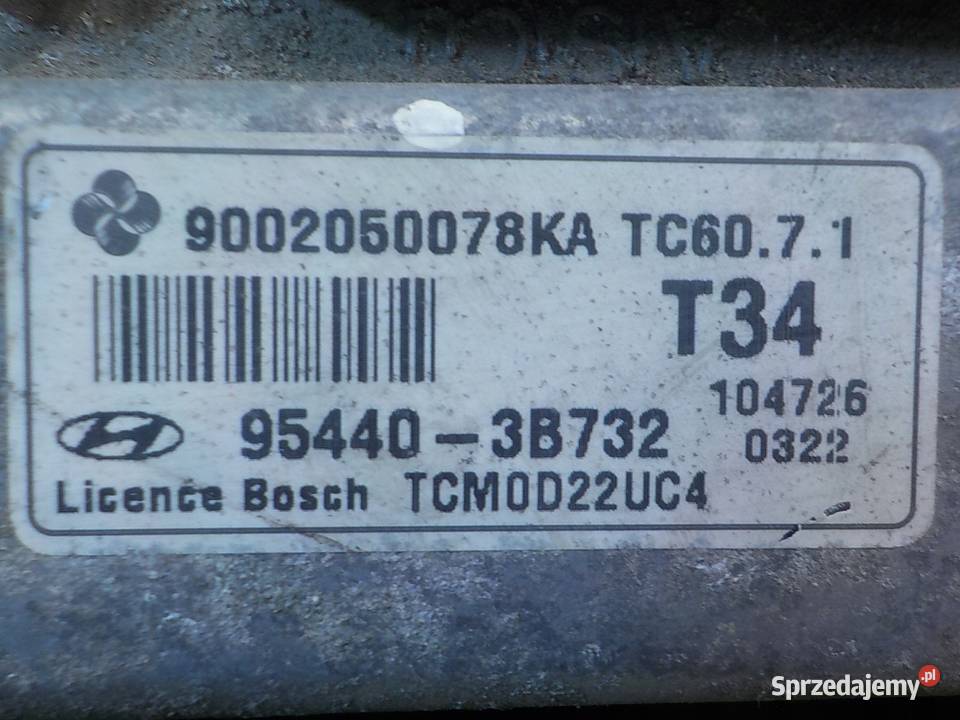 9002050078KA TC60.7.1
T34
104726
95440-3B732
0322
Licence Bosch TCM0D22UC4
Sprzedajemy.pl